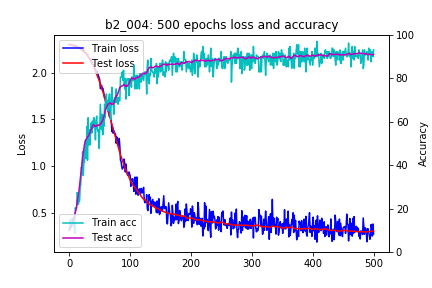 b2_004: 500 epochs loss and accuracy
Train loss
Test loss
Train acc
Test acc
Loss
2.0
1.5
1.0
0.5
Accuracy
100
80
60
40
20
0
0
100
200
300
400
500